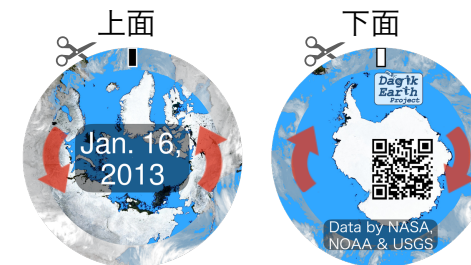 上面
下面
Jan. 16,
2013
Dagik
Earth
Project
Data by NASA,
NOAA & USGS